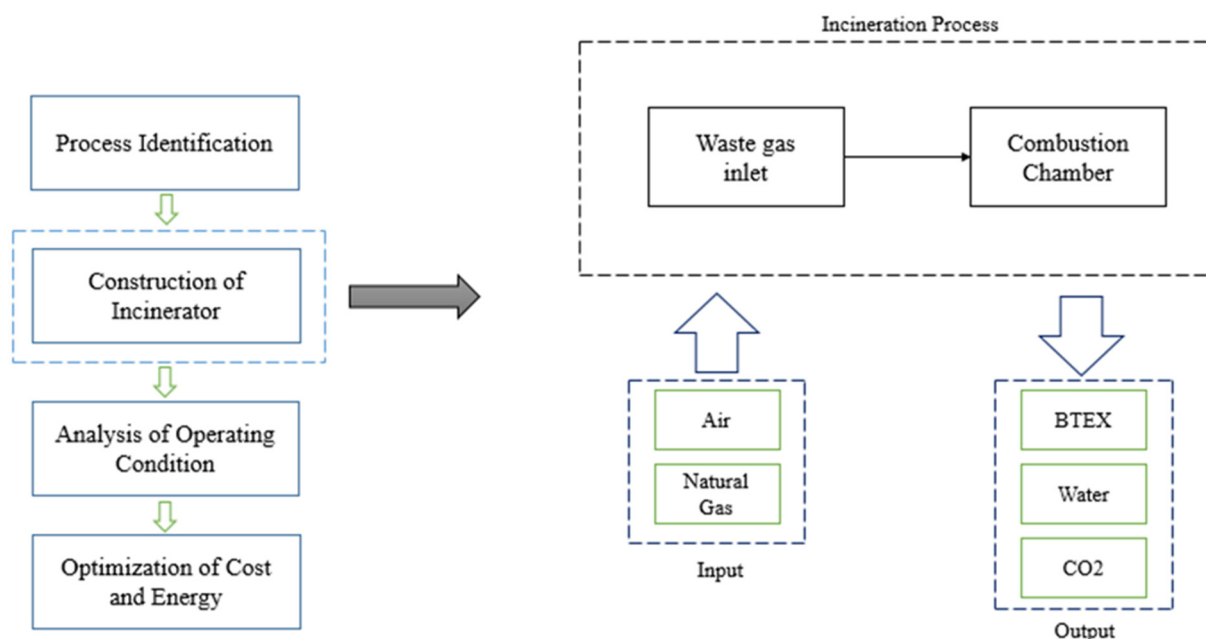 Incineration Process
Process Identification
Construction of
Incinerator
Analysis of Operating
Condition
Optimization of Cost
and Energy
Waste gas
inlet
Combustion
Chamber
Air
Natural
Gas
Input
BTEX
Water
CO2
Output